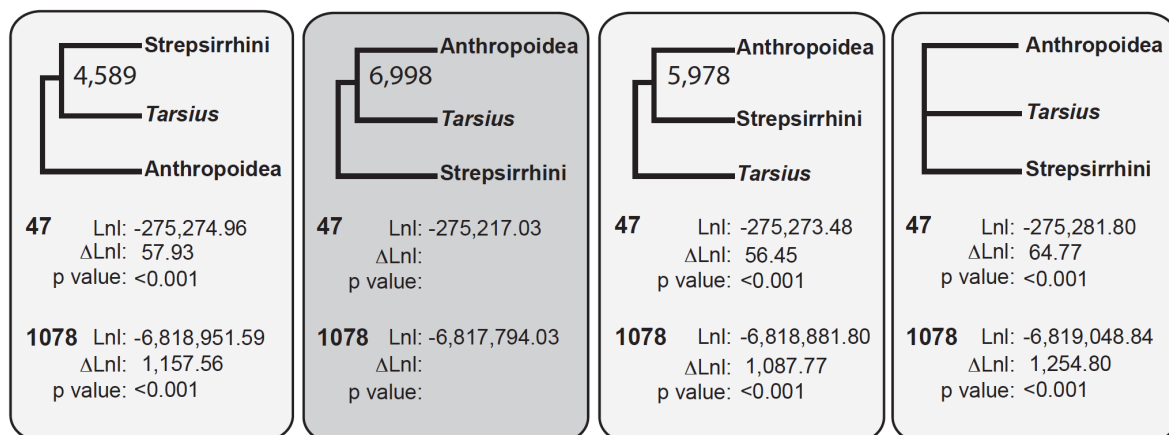 Strepsirrhini
4,589
Tarsius
Anthropoidea
47 Lnl: -275,274.96
ΔLnl: 57.93
p value: <0.001
1078 Lnl: -6,818,951.59
ΔLnl: 1,157.56
p value: <0.001
Anthropoidea
6,998
Tarsius
Strepsirrhini
47 Lnl: -275,217.03
ΔLnl:
p value:
1078 Lnl: -6,817,794.03
ΔLnl:
p value:
Anthropoidea
5,978
Strepsirrhini
Tarsius
47 Lnl: -275,273.48
ΔLnl: 56.45
p value: <0.001
1078 Lnl: -6,818,881.80
ΔLnl: 1,087.77
p value: <0.001
Anthropoidea
Tarsius
Strepsirrhini
47 Lnl: -275,281.80
ΔLnl: 64.77
p value: <0.001
1078 Lnl: -6,819,048.84
ΔLnl: 1,254.80
p value: <0.001